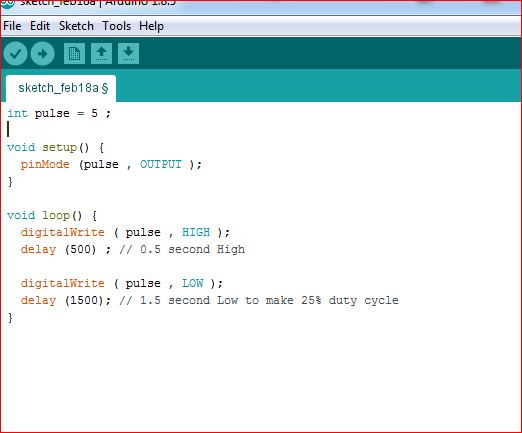 sketch_feb18a | Arduino 1.8.5
File Edit Sketch Tools Help
sketch_feb18a §
int pulse = 5 ;
void setup() {
pinMode (pulse , OUTPUT );
}
void loop() {
digitalWrite ( pulse , HIGH );
delay (500) ; // 0.5 second High
digitalWrite ( pulse , LOW );
delay (1500); // 1.5 second Low to make 25% duty cycle
}